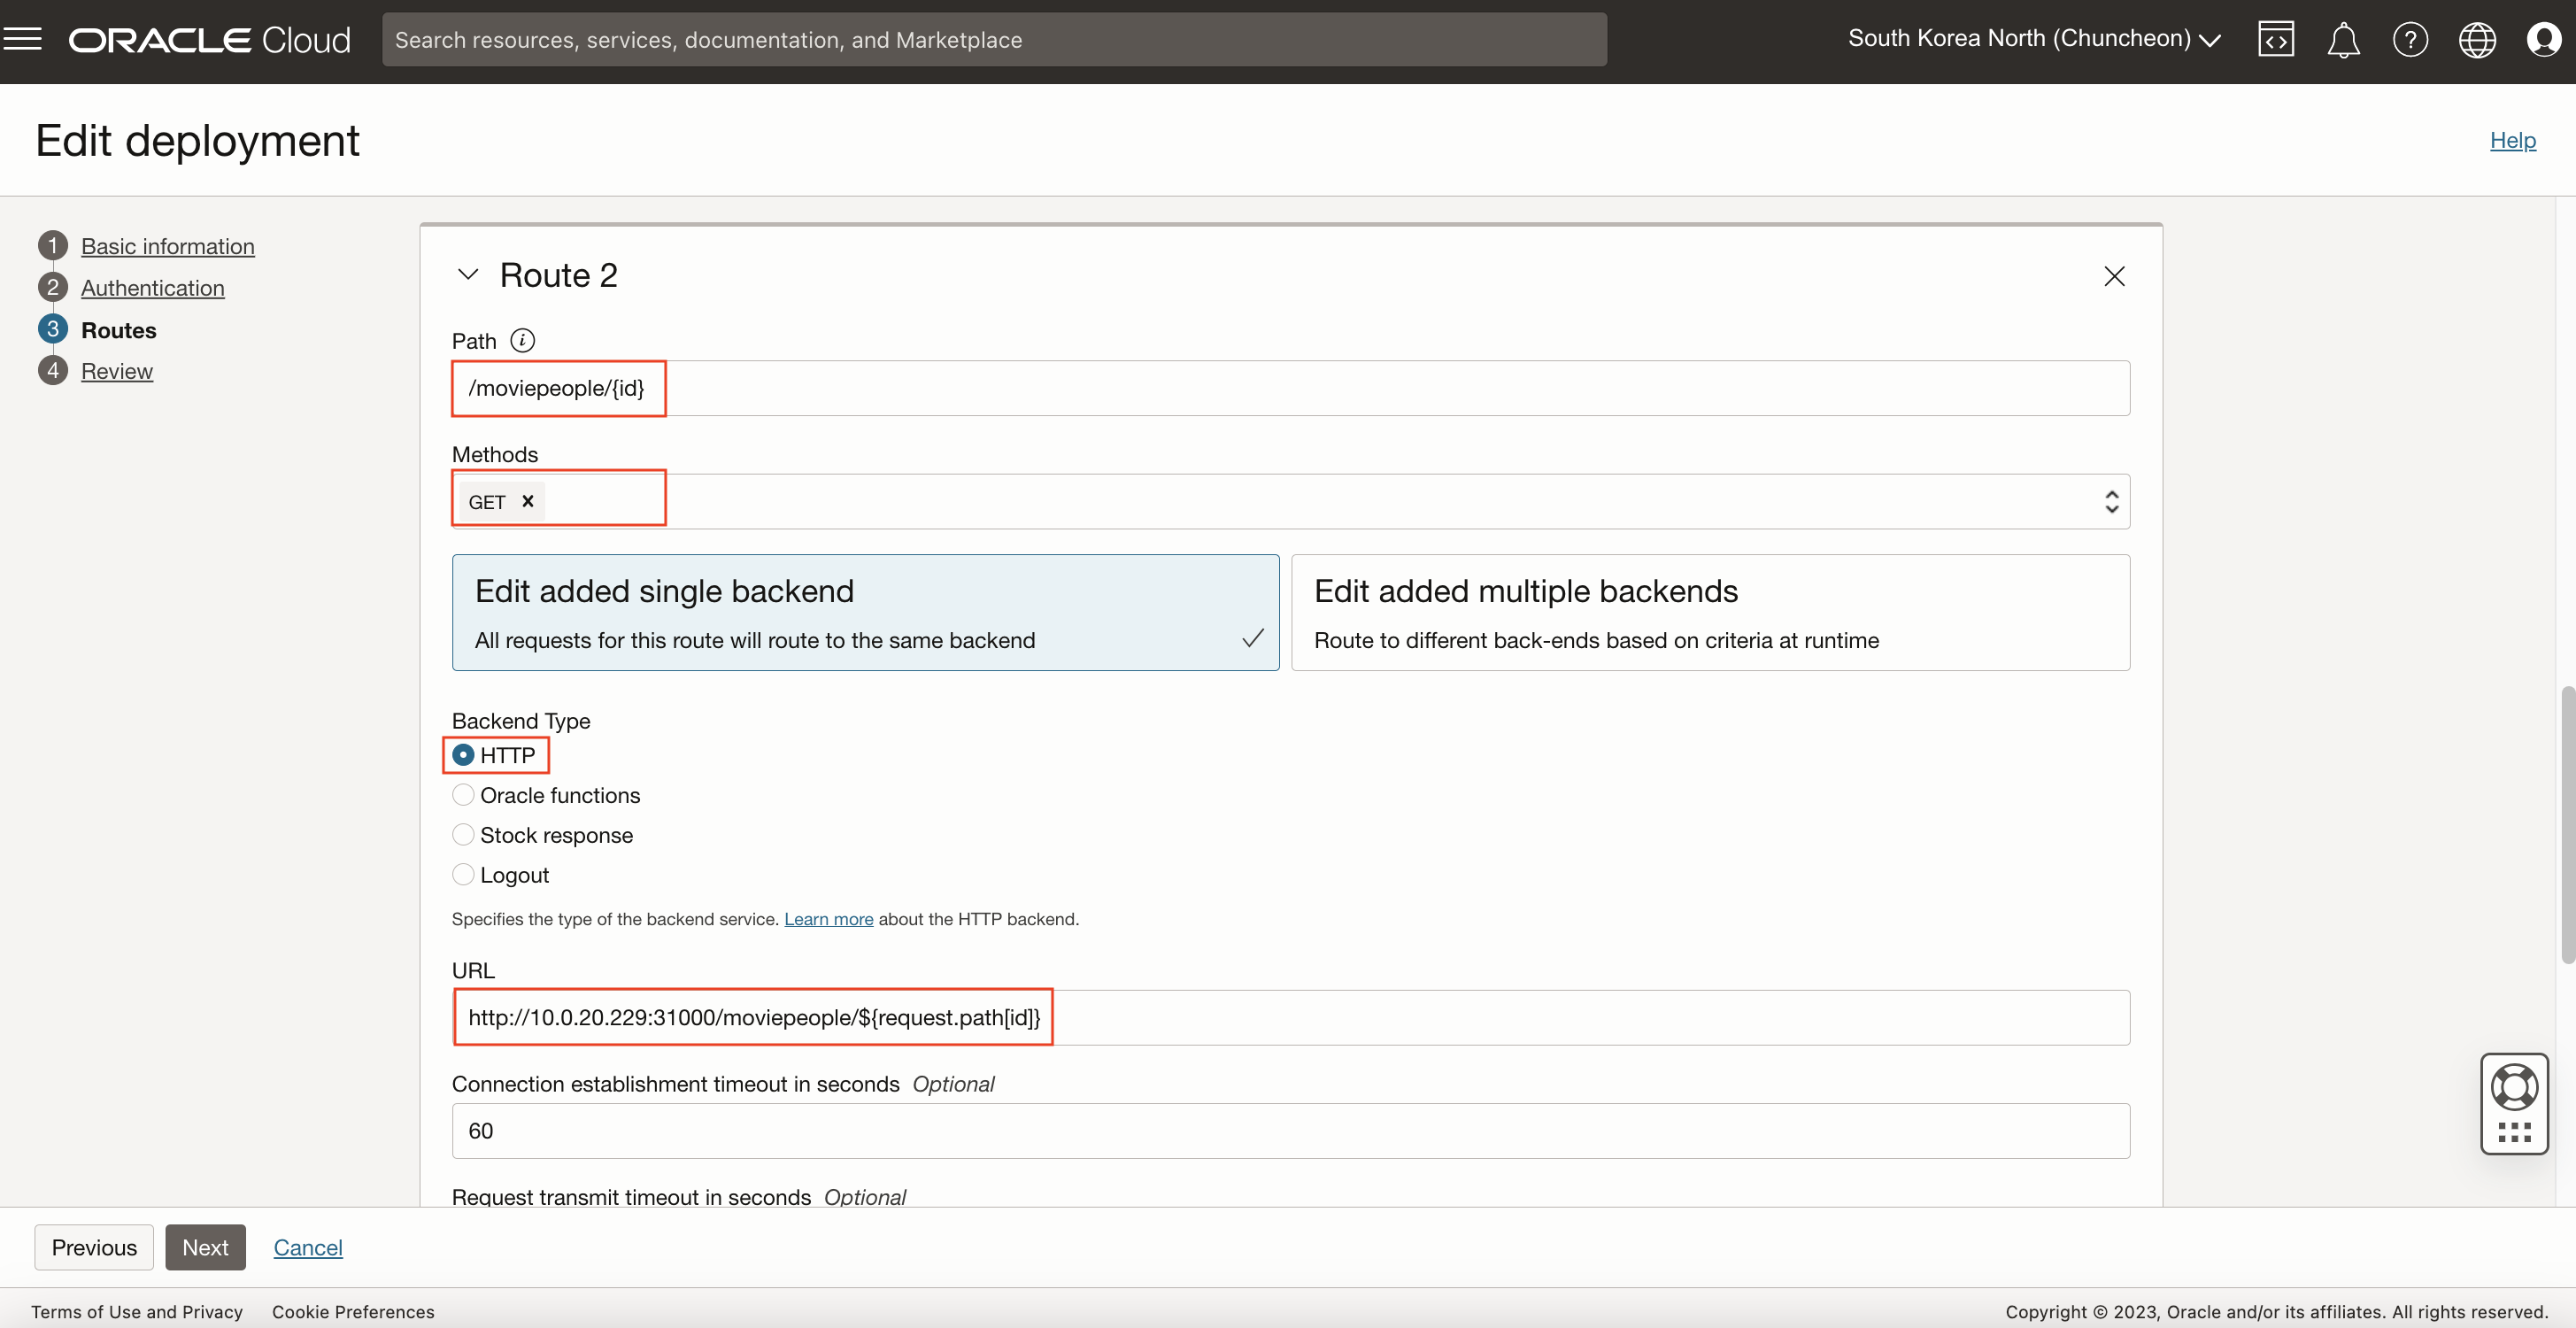 ORACLE Cloud
Search resources, services, documentation, and Marketplace
South Korea North (Chuncheon)
Edit deployment
Help
1 Basic information
2 Authentication
3 Routes
4 Review
Route 2
Path i
/moviepeople/{id}
Methods
GET ×
Edit added single backend
All requests for this route will route to the same backend
Edit added multiple backends
Route to different back-ends based on criteria at runtime
Backend Type
HTTP
Oracle functions
Stock response
Logout
Specifies the type of the backend service. Learn more about the HTTP backend.
URL
http://10.0.20.229:31000/moviepeople/${request.path[id]}
Connection establishment timeout in seconds Optional
60
Request transmit timeout in seconds Optional
Previous
Next
Cancel
Terms of Use and Privacy
Cookie Preferences
Copyright © 2023, Oracle and/or its affiliates. All rights reserved.